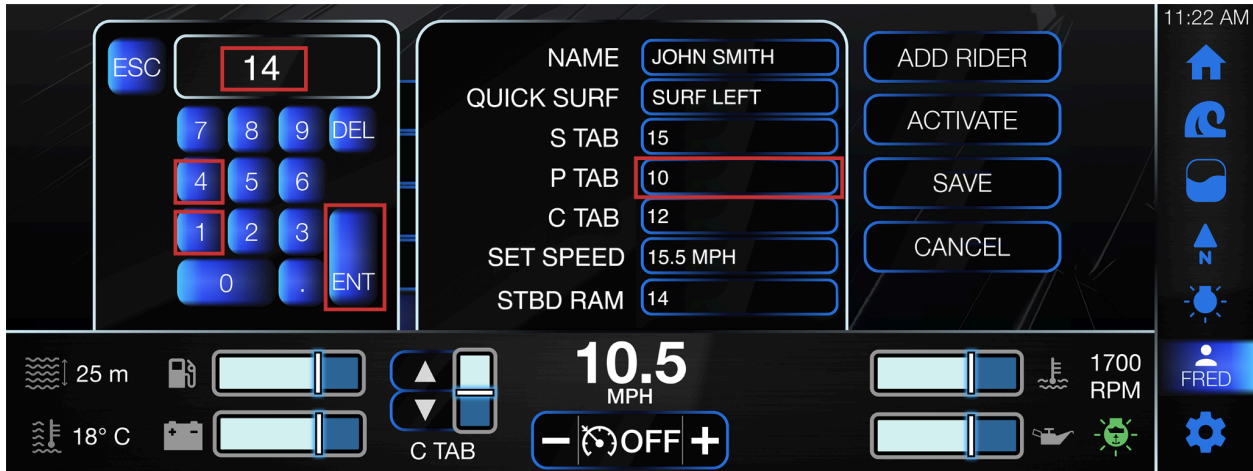 11:22 AM
ESC
14
7 8 9 DEL
4 5 6
1 2 3
0 . ENT
NAME JOHN SMITH
QUICK SURF SURF LEFT
S TAB 15
P TAB 10
C TAB 12
SET SPEED 15.5 MPH
STBD RAM 14
ADD RIDER
ACTIVATE
SAVE
CANCEL
N
FRED
25 m
18° C
C TAB
10.5
MPH
OFF
1700
RPM